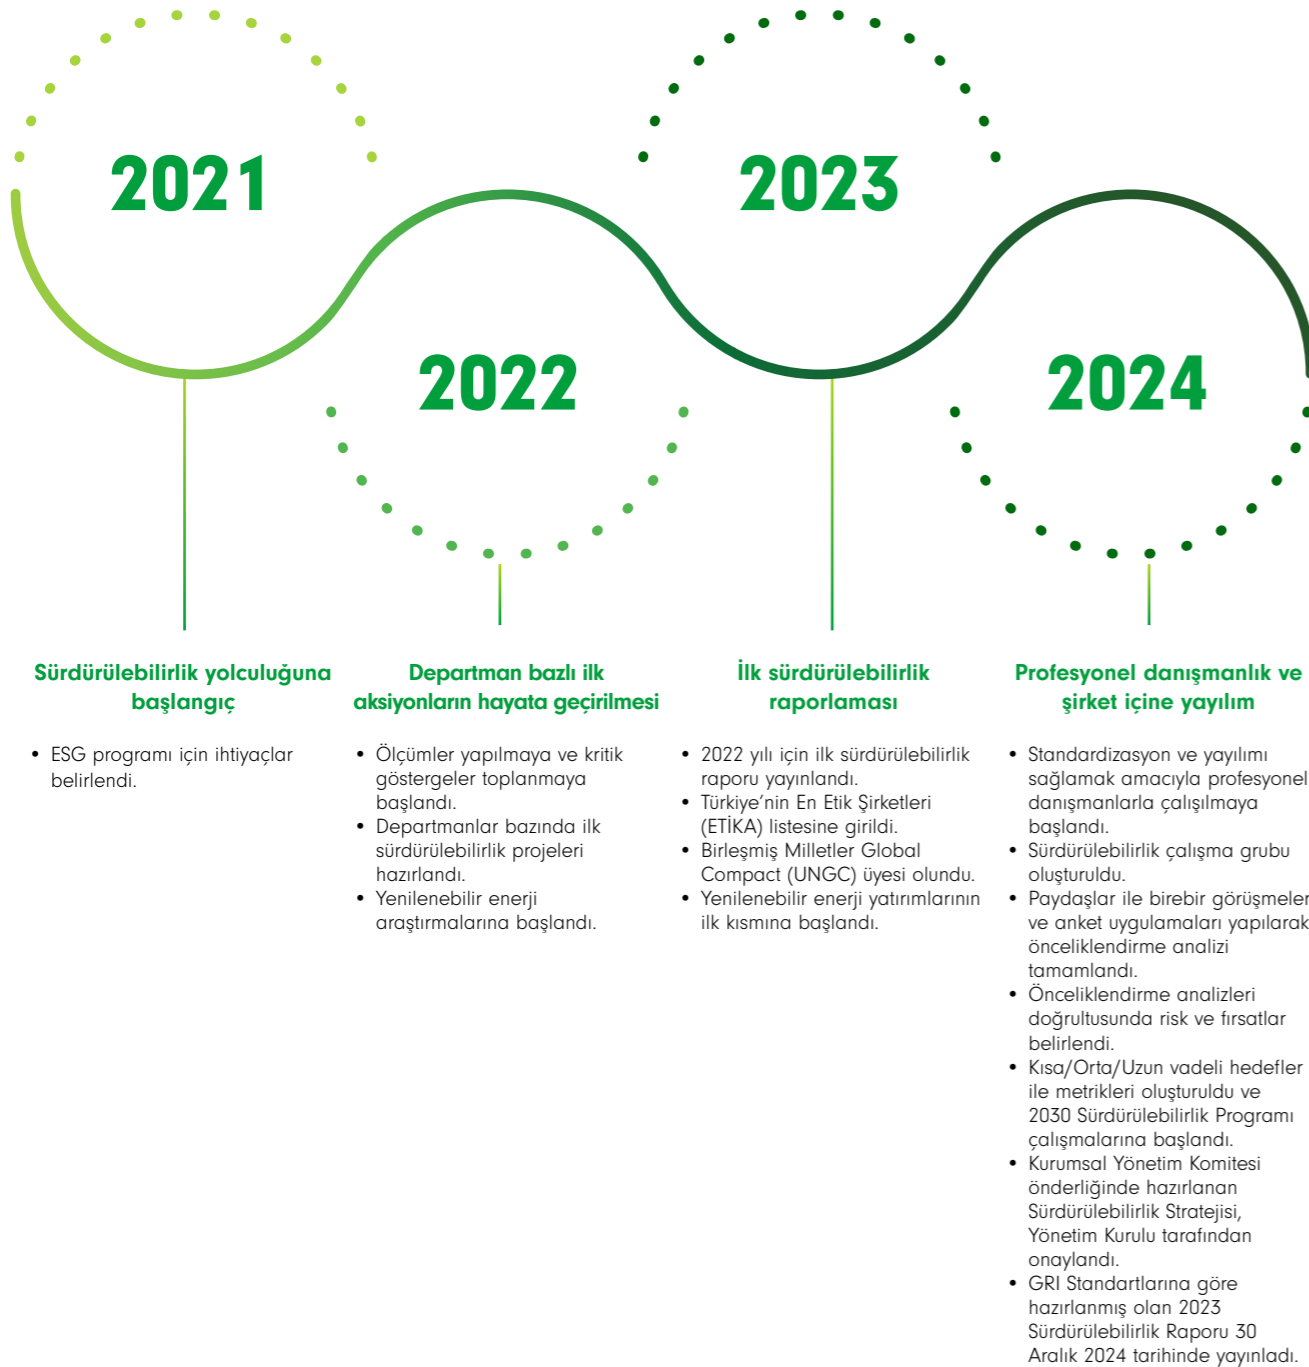 2021
2022
2023
2024
Sürdürülebilirlik yolculuğuna
başlangıç
• ESG programı için ihtiyaçlar
belirlendi.
Departman bazlı ilk
aksiyonların hayata geçirilmesi
• Ölçümler yapılmaya ve kritik
göstergeler toplanmaya
başlandı.
• Departmanlar bazında ilk
sürdürülebilirlik projeleri
hazırlandı.
• Yenilenebilir enerji
araştırmalarına başlandı.
İlk sürdürülebilirlik
raporlaması
• 2022 yılı için ilk sürdürülebilirlik
raporu yayınlandı.
• Türkiye’nin En Etik Şirketleri
(ETİKA) listesine girildi.
• Birleşmiş Milletler Global
Compact (UNGC) üyesi olundu.
• Yenilenebilir enerji yatırımlarının
ilk kısmına başlandı.
Profesyonel danışmanlık ve
şirket içine yayılım
• Standardizasyon ve yayılımı
sağlamak amacıyla profesyonel
danışmanlarla çalışılmaya
başlandı.
• Sürdürülebilirlik çalışma grubu
oluşturuldu.
• Paydaşlar ile birebir görüşmeler
ve anket uygulamaları yapılarak
önceliklendirme analizi
tamamlandı.
• Önceliklendirme analizleri
doğrultusunda risk ve fırsatlar
belirlendi.
• Kısa/Orta/Uzun vadeli hedefler
ile metrikleri oluşturuldu ve
2030 Sürdürülebilirlik Programı
çalışmalarına başlandı.
• Kurumsal Yönetim Komitesi
önderliğinde hazırlanan
Sürdürülebilirlik Stratejisi,
Yönetim Kurulu tarafından
onaylandı.
• GRI Standartlarına göre
hazırlanmış olan 2023
Sürdürülebilirlik Raporu 30
Aralık 2024 tarihinde yayınladı.